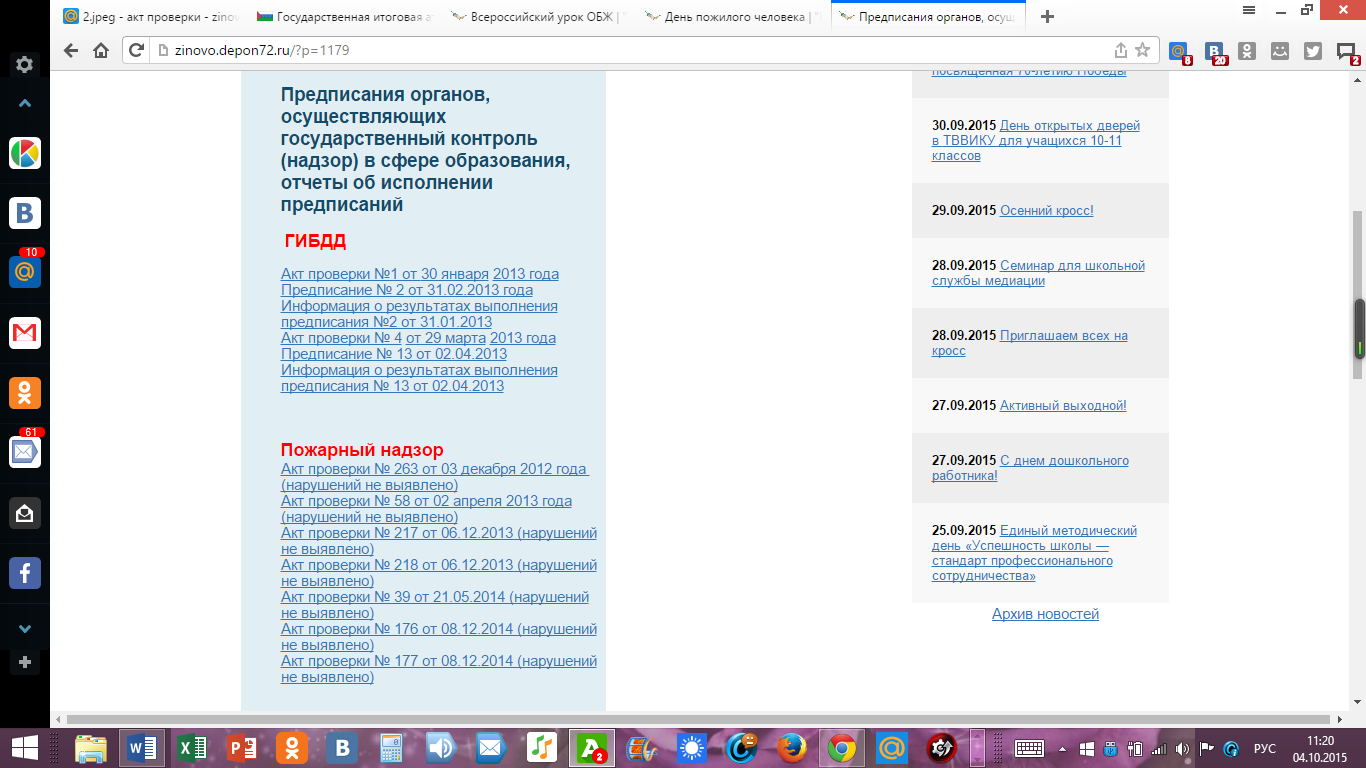 2.jpeg - акт проверки - zinov
Государственная итоговая а
Всероссийский урок ОБЖ | "
День пожилого человека | "
Предписания органов, осущ
zinovo.depon72.ru/?p=1179
8
20
2
10
61
Предписания органов,
осуществляющих
государственный контроль
(надзор) в сфере образования,
отчеты об исполнении
предписаний
ГИБДД
Акт проверки №1 от 30 января 2013 года
Предписание № 2 от 31.02.2013 года
Информация о результатах выполнения
предписания №2 от 31.01.2013
Акт проверки № 4 от 29 марта 2013 года
Предписание № 13 от 02.04.2013
Информация о результатах выполнения
предписания № 13 от 02.04.2013
Пожарный надзор
Акт проверки № 263 от 03 декабря 2012 года
(нарушений не выявлено)
Акт проверки № 58 от 02 апреля 2013 года
(нарушений не выявлено)
Акт проверки № 217 от 06.12.2013 (нарушений
не выявлено)
Акт проверки № 218 от 06.12.2013 (нарушений
не выявлено)
Акт проверки № 39 от 21.05.2014 (нарушений
не выявлено)
Акт проверки № 176 от 08.12.2014 (нарушений
не выявлено)
Акт проверки № 177 от 08.12.2014 (нарушений
не выявлено)
посвященная 70-летию Победы
30.09.2015 День открытых дверей
в ТВВИКУ для учащихся 10-11
классов
29.09.2015 Осенний кросс!
28.09.2015 Семинар для школьной
службы медиации
28.09.2015 Приглашаем всех на
кросс
27.09.2015 Активный выходной!
27.09.2015 С днем дошкольного
работника!
25.09.2015 Единый методический
день «Успешность школы —
стандарт профессионального
сотрудничества»
Архив новостей
2
РУС
11:20
04.10.2015